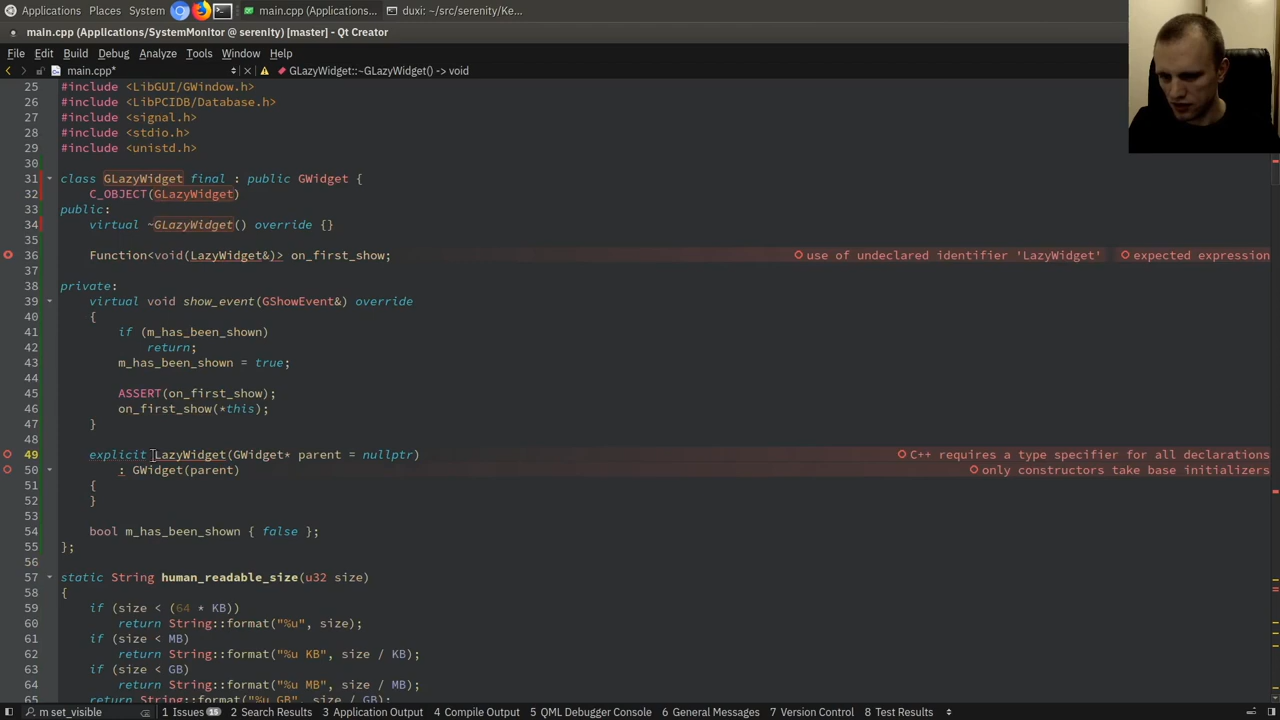 Applications Places System main.cpp (Applications... duxi: ~/src/serenity/Ke...
main.cpp (Applications/SystemMonitor @ serenity) [master] - Qt Creator
File Edit Build Debug Analyze Tools Window Help
main.cpp* GLazyWidget::~GLazyWidget() -> void
25 #include <LibGUI/GWindow.h>
26 #include <LibPCIDB/Database.h>
27 #include <signal.h>
28 #include <stdio.h>
29 #include <unistd.h>
30
31 class GLazyWidget final : public GWidget {
32 C_OBJECT(GLazyWidget)
33 public:
34 virtual ~GLazyWidget() override {}
35
36 Function<void(LazyWidget&)> on_first_show; use of undeclared identifier 'LazyWidget' expected expression
37
38 private:
39 virtual void show_event(GShowEvent&) override
40 {
41 if (m_has_been_shown)
42 return;
43 m_has_been_shown = true;
44
45 ASSERT(on_first_show);
46 on_first_show(*this);
47 }
48
49 explicit LazyWidget(GWidget* parent = nullptr) C++ requires a type specifier for all declarations
50 : GWidget(parent) only constructors take base initializers
51 {
52 }
53
54 bool m_has_been_shown { false };
55 };
56
57 static String human_readable_size(u32 size)
58 {
59 if (size < (64 * KB))
60 return String::format("%u", size);
61 if (size < MB)
62 return String::format("%u KB", size / KB);
63 if (size < GB)
64 return String::format("%u MB", size / MB);
65 return String::format("%u GB", size / GB);
m set_visible 1 Issues 15 2 Search Results 3 Application Output 4 Compile Output 5 QML Debugger Console 6 General Messages 7 Version Control 8 Test Results